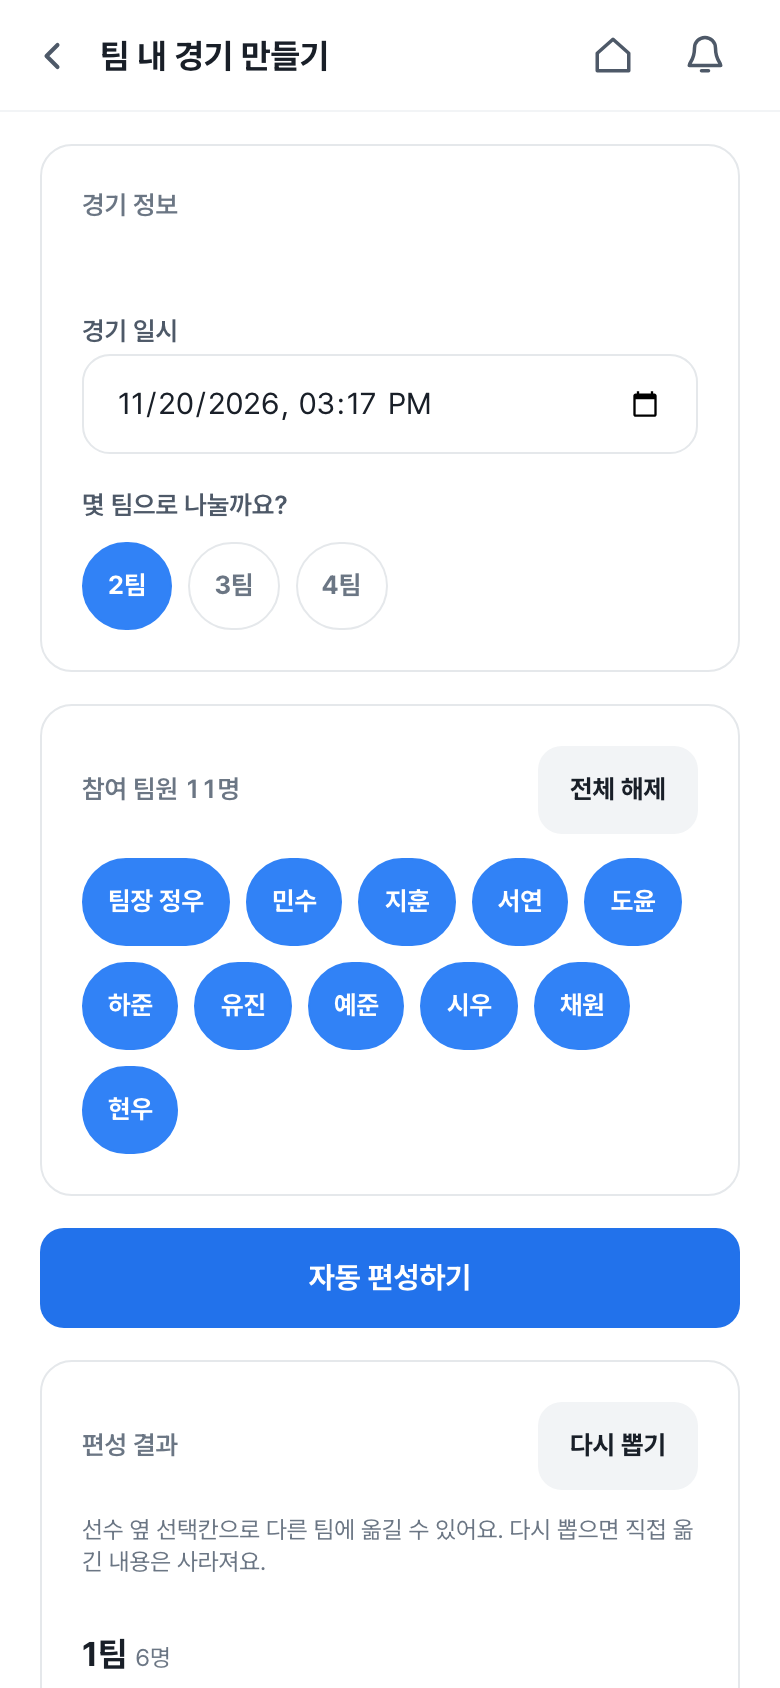 팀 내 경기 만들기
경기 정보
경기 일시
11/20/2026, 03:17 PM
몇 팀으로 나눌까요?
2팀 3팀 4팀
참여 팀원 11명 전체 해제
팀장 정우 민수 지훈 서연 도윤
하준 유진 예준 시우 채원
현우
자동 편성하기
편성 결과 다시 뽑기
선수 옆 선택칸으로 다른 팀에 옮길 수 있어요. 다시 뽑으면 직접 옮
긴 내용은 사라져요.
1팀 6명